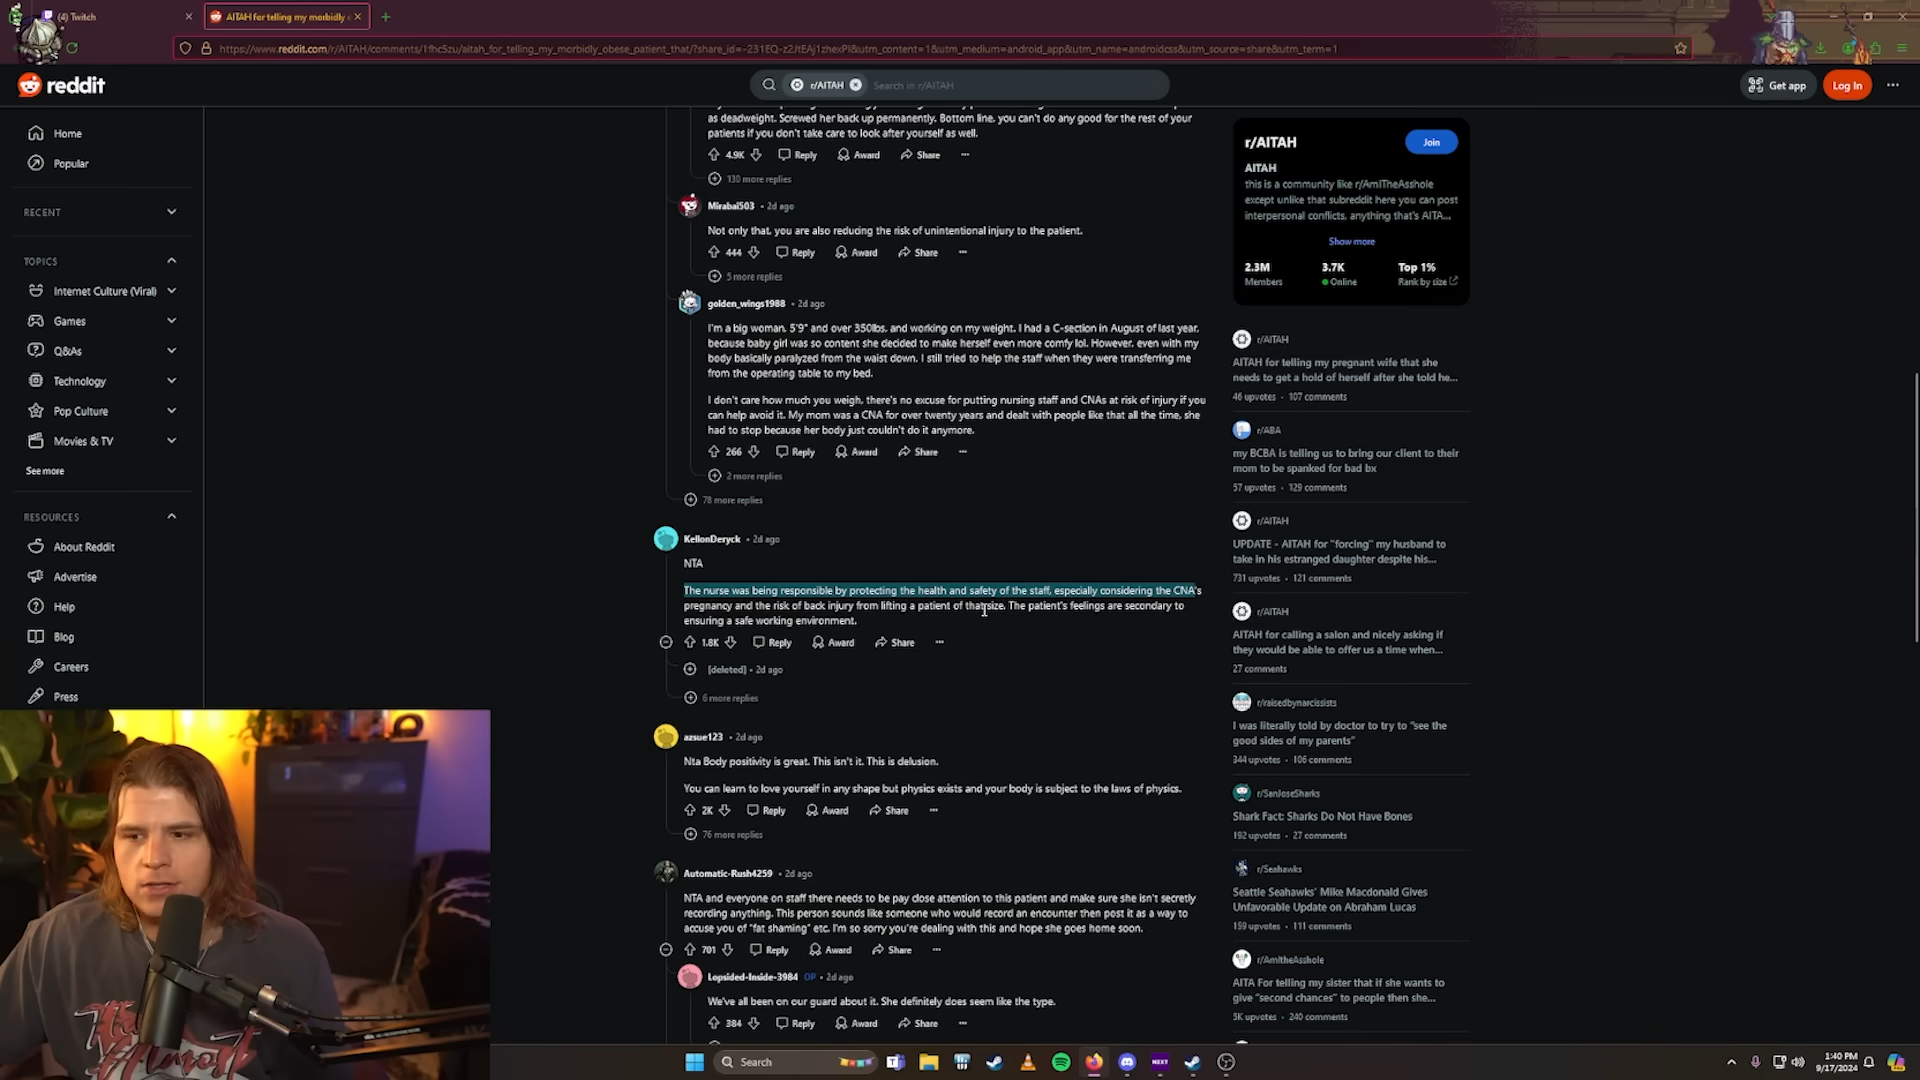 (4) Twitch
AITAH for telling my morbidly
https://www.reddit.com/r/AITAH/comments/1fhc5zu/aitah_for_telling_my_morbidly_obese_patient_that/?share_id=-231EQ-z2JtEAj1zhexPl&utm_content=1&utm_medium=android_app&utm_name=androidcss&utm_source=share&utm_term=1
reddit
r/AITAH
Search in r/AITAH
Get app
Log In
Home
Popular
RECENT
TOPICS
Internet Culture (Viral)
Games
Q&As
Technology
Pop Culture
Movies & TV
See more
RESOURCES
About Reddit
Advertise
Help
Blog
Careers
Press
as deadweight. Screwed her back up permanently. Bottom line, you can't do any good for the rest of your
patients if you don't take care to look after yourself as well.
4.9K Reply Award Share
130 more replies
Mirabai503 • 2d ago
Not only that, you are also reducing the risk of unintentional injury to the patient.
444 Reply Award Share
5 more replies
golden_wings1988 • 2d ago
I'm a big woman, 5'9" and over 350lbs, and working on my weight. I had a C-section in August of last year,
because baby girl was so content she decided to make herself even more comfy lol. However, even with my
body basically paralyzed from the waist down, I still tried to help the staff when they were transferring me
from the operating table to my bed.
I don't care how much you weigh, there's no excuse for putting nursing staff and CNAs at risk of injury if you
can help avoid it. My mom was a CNA for over twenty years and dealt with people like that all the time, she
had to stop because her body just couldn't do it anymore.
266 Reply Award Share
2 more replies
78 more replies
KellonDeryck • 2d ago
NTA
The nurse was being responsible by protecting the health and safety of the staff, especially considering the CNA's
pregnancy and the risk of back injury from lifting a patient of that size. The patient's feelings are secondary to
ensuring a safe working environment.
1.8K Reply Award Share
[deleted] • 2d ago
6 more replies
azsue123 • 2d ago
Nta Body positivity is great. This isn't it. This is delusion.
You can learn to love yourself in any shape but physics exists and your body is subject to the laws of physics.
2K Reply Award Share
76 more replies
Automatic-Rush4259 • 2d ago
NTA and everyone on staff there needs to be pay close attention to this patient and make sure she isn't secretly
recording anything. This person sounds like someone who would record an encounter then post it as a way to
accuse you of "fat shaming" etc. I'm so sorry you're dealing with this and hope she goes home soon.
701 Reply Award Share
Lopsided-Inside-3984 OP • 2d ago
We've all been on our guard about it. She definitely does seem like the type.
384 Reply Award Share
r/AITAH
Join
AITAH
this is a community like r/AmITheAsshole
except unlike that subreddit here you can post
interpersonal conflicts, anything that's AITA...
Show more
2.3M 3.7K Top 1%
Members Online Rank by size
r/AITAH
AITAH for telling my pregnant wife that she
needs to get a hold of herself after she told he...
46 upvotes • 107 comments
r/ABA
my BCBA is telling us to bring our client to their
mom to be spanked for bad bx
57 upvotes • 129 comments
r/AITAH
UPDATE - AITAH for "forcing" my husband to
take in his estranged daughter despite his...
731 upvotes • 121 comments
r/AITAH
AITAH for calling a salon and nicely asking if
they would be able to offer us a time when...
27 comments
r/raisedbynarcissists
I was literally told by doctor to try to "see the
good sides of my parents"
344 upvotes • 106 comments
r/SanJoseSharks
Shark Fact: Sharks Do Not Have Bones
192 upvotes • 27 comments
r/Seahawks
Seattle Seahawks' Mike Macdonald Gives
Unfavorable Update on Abraham Lucas
159 upvotes • 111 comments
r/AmItheAsshole
AITA For telling my sister that if she wants to
give "second chances" to people then she...
5K upvotes • 240 comments
Search
NEXT
1:40 PM
9/17/2024